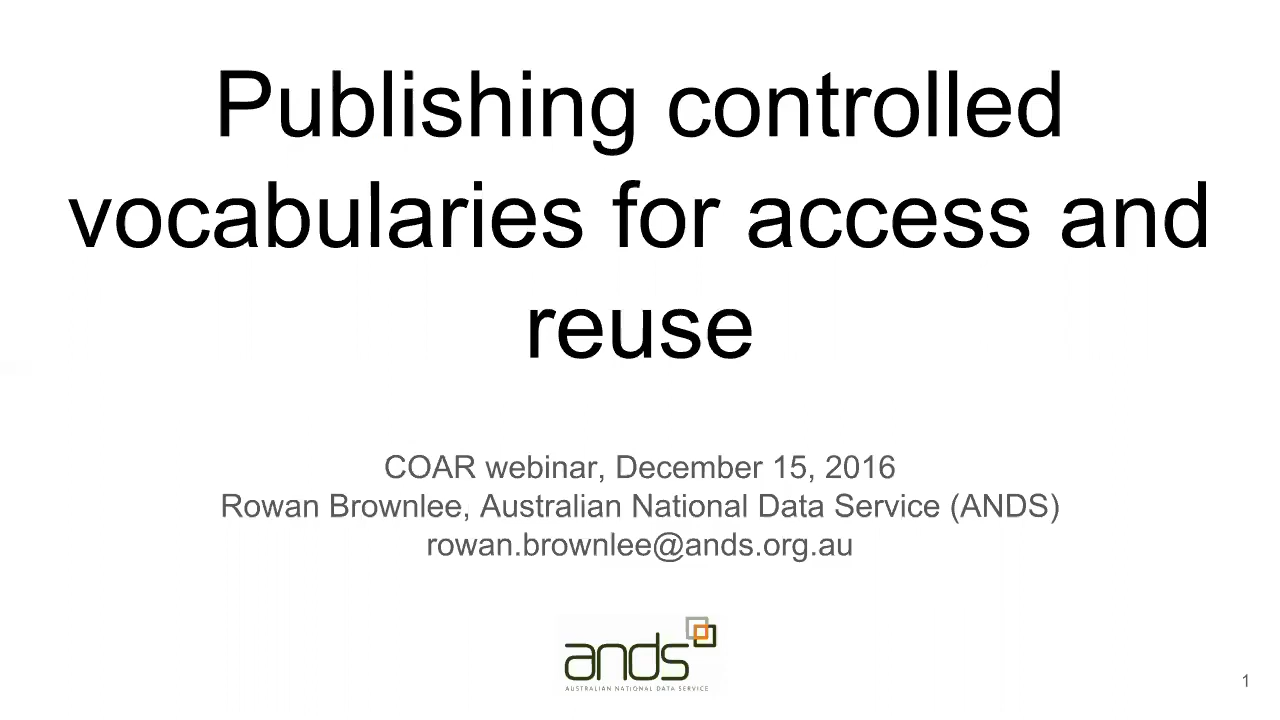 Publishing controlled
vocabularies for access and
reuse
COAR webinar, December 15, 2016
Rowan Brownlee, Australian National Data Service (ANDS)
rowan.brownlee@ands.org.au
ands
AUSTRALIAN NATIONAL DATA SERVICE
1